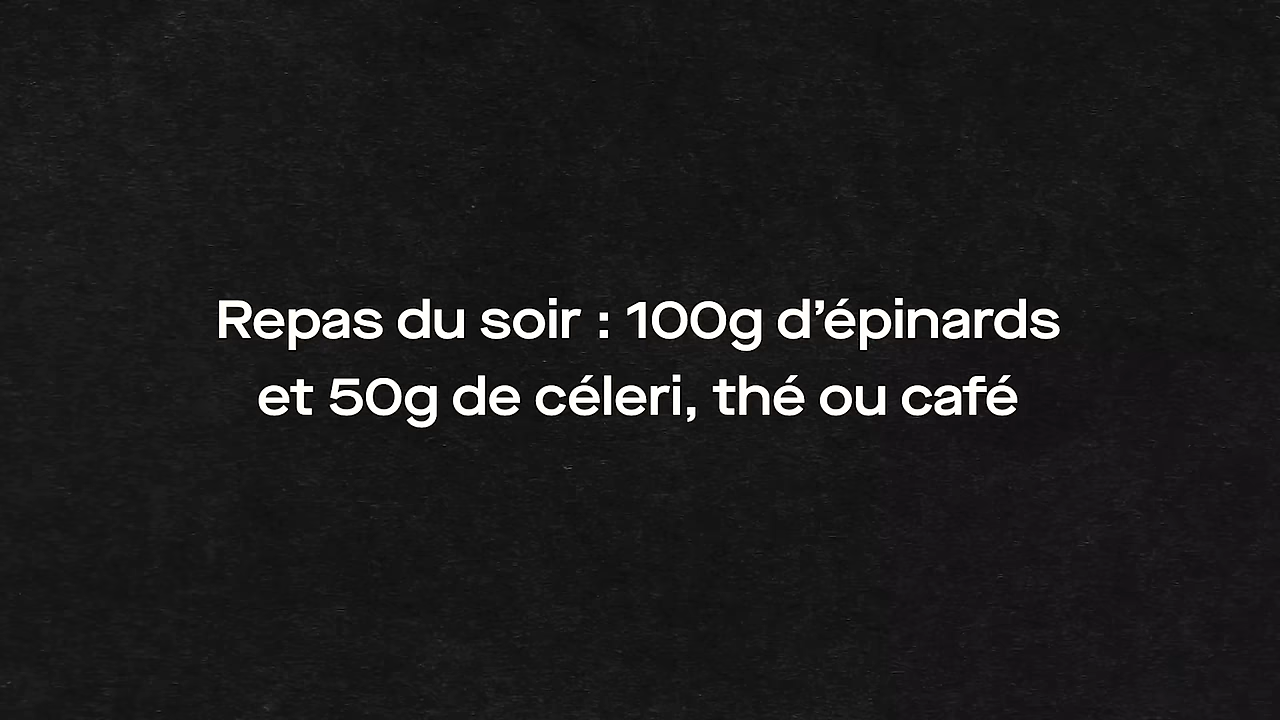 Repas du soir : 100g d’épinards
et 50g de céleri, thé ou café